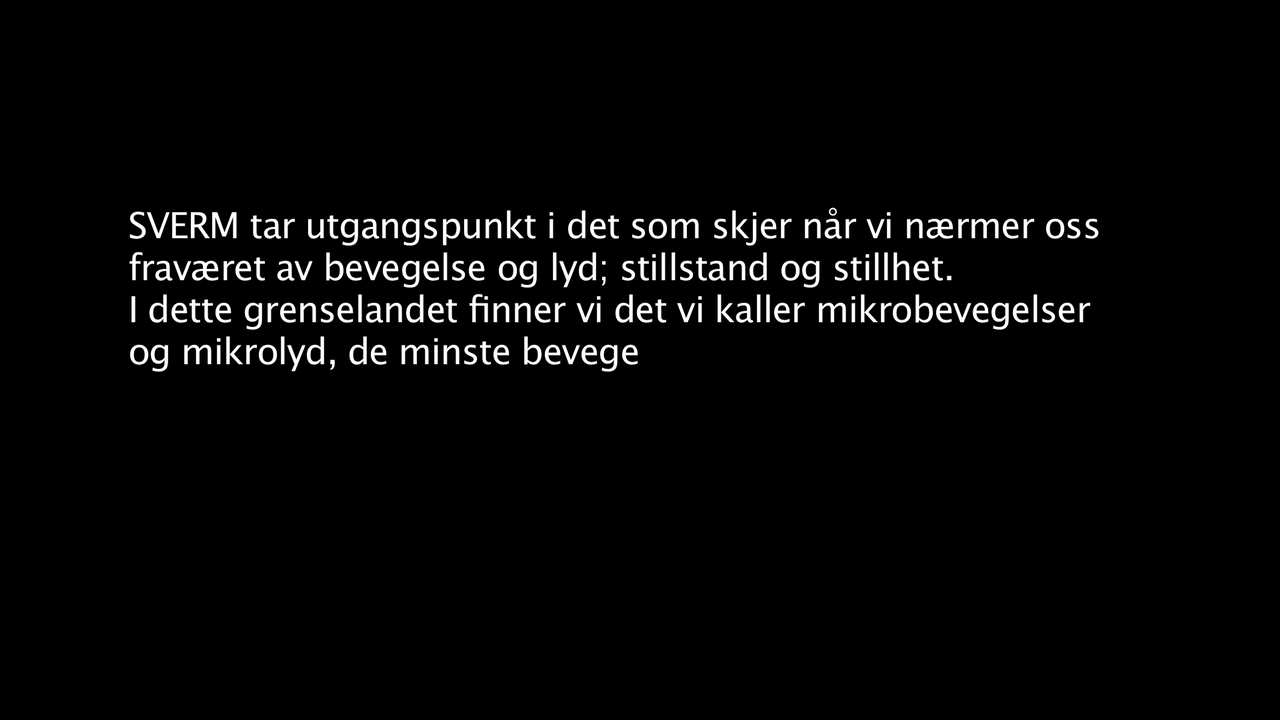 SVERM tar utgangspunkt i det som skjer når vi nærmer oss
fraværet av bevegelse og lyd; stillstand og stillhet.
I dette grenselandet finner vi det vi kaller mikrobevegelser
og mikrolyd, de minste bevege